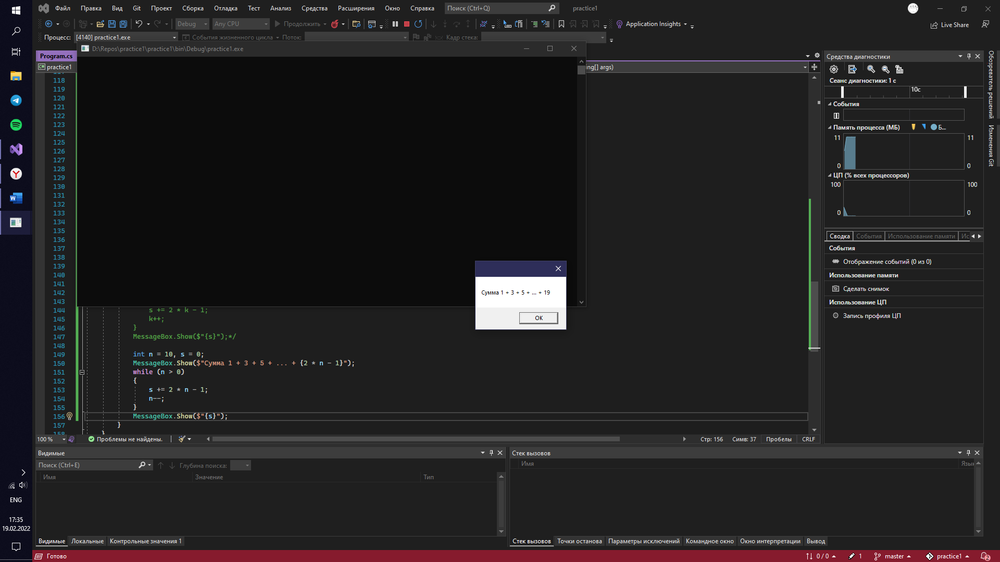 Файл Правка Вид Git Проект Сборка Отладка Тест Анализ Средства Расширения Окно Справка Поиск (Ctrl+Q) practice1
Debug Any CPU Продолжить Application Insights Live Share
Процесс: [4140] practice1.exe События жизненного цикла Поток: Кадр стека:
D:\Repos\practice1\practice1\bin\Debug\practice1.exe
Program.cs
C# practice1
ing[] args)
118
119
120
121
122
123
124
125
126
127
128
129
130
131
132
133
134
135
136
137
138
139
140
141
142
143
144 s += 2 * k - 1;
145 k++;
146 }
147 MessageBox.Show($"{s}");*/
148
149 int n = 10, s = 0;
150 MessageBox.Show($"Сумма 1 + 3 + 5 + ... + {2 * n - 1}");
151 while (n > 0)
152 {
153 s += 2 * n - 1;
154 n--;
155 }
156 MessageBox.Show($"{s}");
157 }
158 }
Сумма 1 + 3 + 5 + ... + 19
OK
100 % Проблемы не найдены. Стр: 156 Симв: 37 Пробелы CRLF
Средства диагностики
Сеанс диагностики: 1 с
10с
События
Память процесса (МБ) Б...
11 11
0 0
ЦП (% всех процессоров)
100 100
0 0
Сводка События Использование памяти Ис
События
Отображение событий (0 из 0)
Использование памяти
Сделать снимок
Использование ЦП
Запись профиля ЦП
Обозреватель решений
Изменения Git
Видимые
Поиск (Ctrl+E) Глубина поиска:
Имя Значение Тип
Видимые Локальные Контрольные значения 1
Стек вызовов
Имя Язык
Стек вызовов Точки останова Параметры исключений Командное окно Окно интерпретации Вывод
Готово 0 / 0 1 master practice1 2
ENG
17:35
19.02.2022